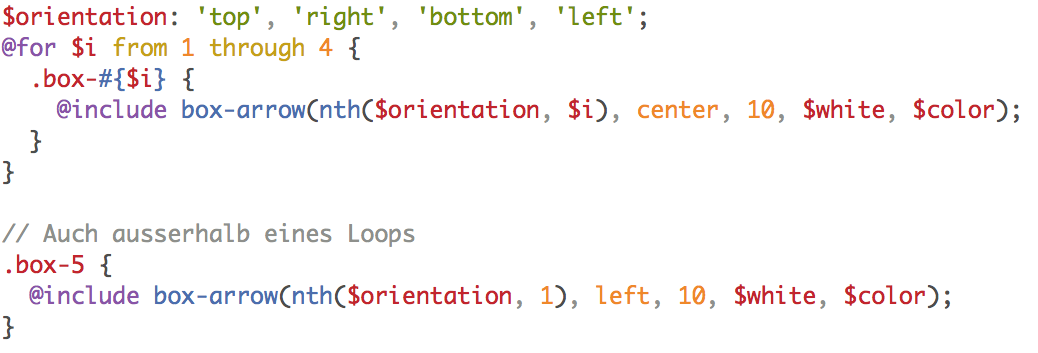 $orientation: 'top', 'right', 'bottom', 'left';
@for $i from 1 through 4 {
  .box-#{$i} {
    @include box-arrow(nth($orientation, $i), center, 10, $white, $color);
  }
}

// Auch ausserhalb eines Loops
.box-5 {
  @include box-arrow(nth($orientation, 1), left, 10, $white, $color);
}